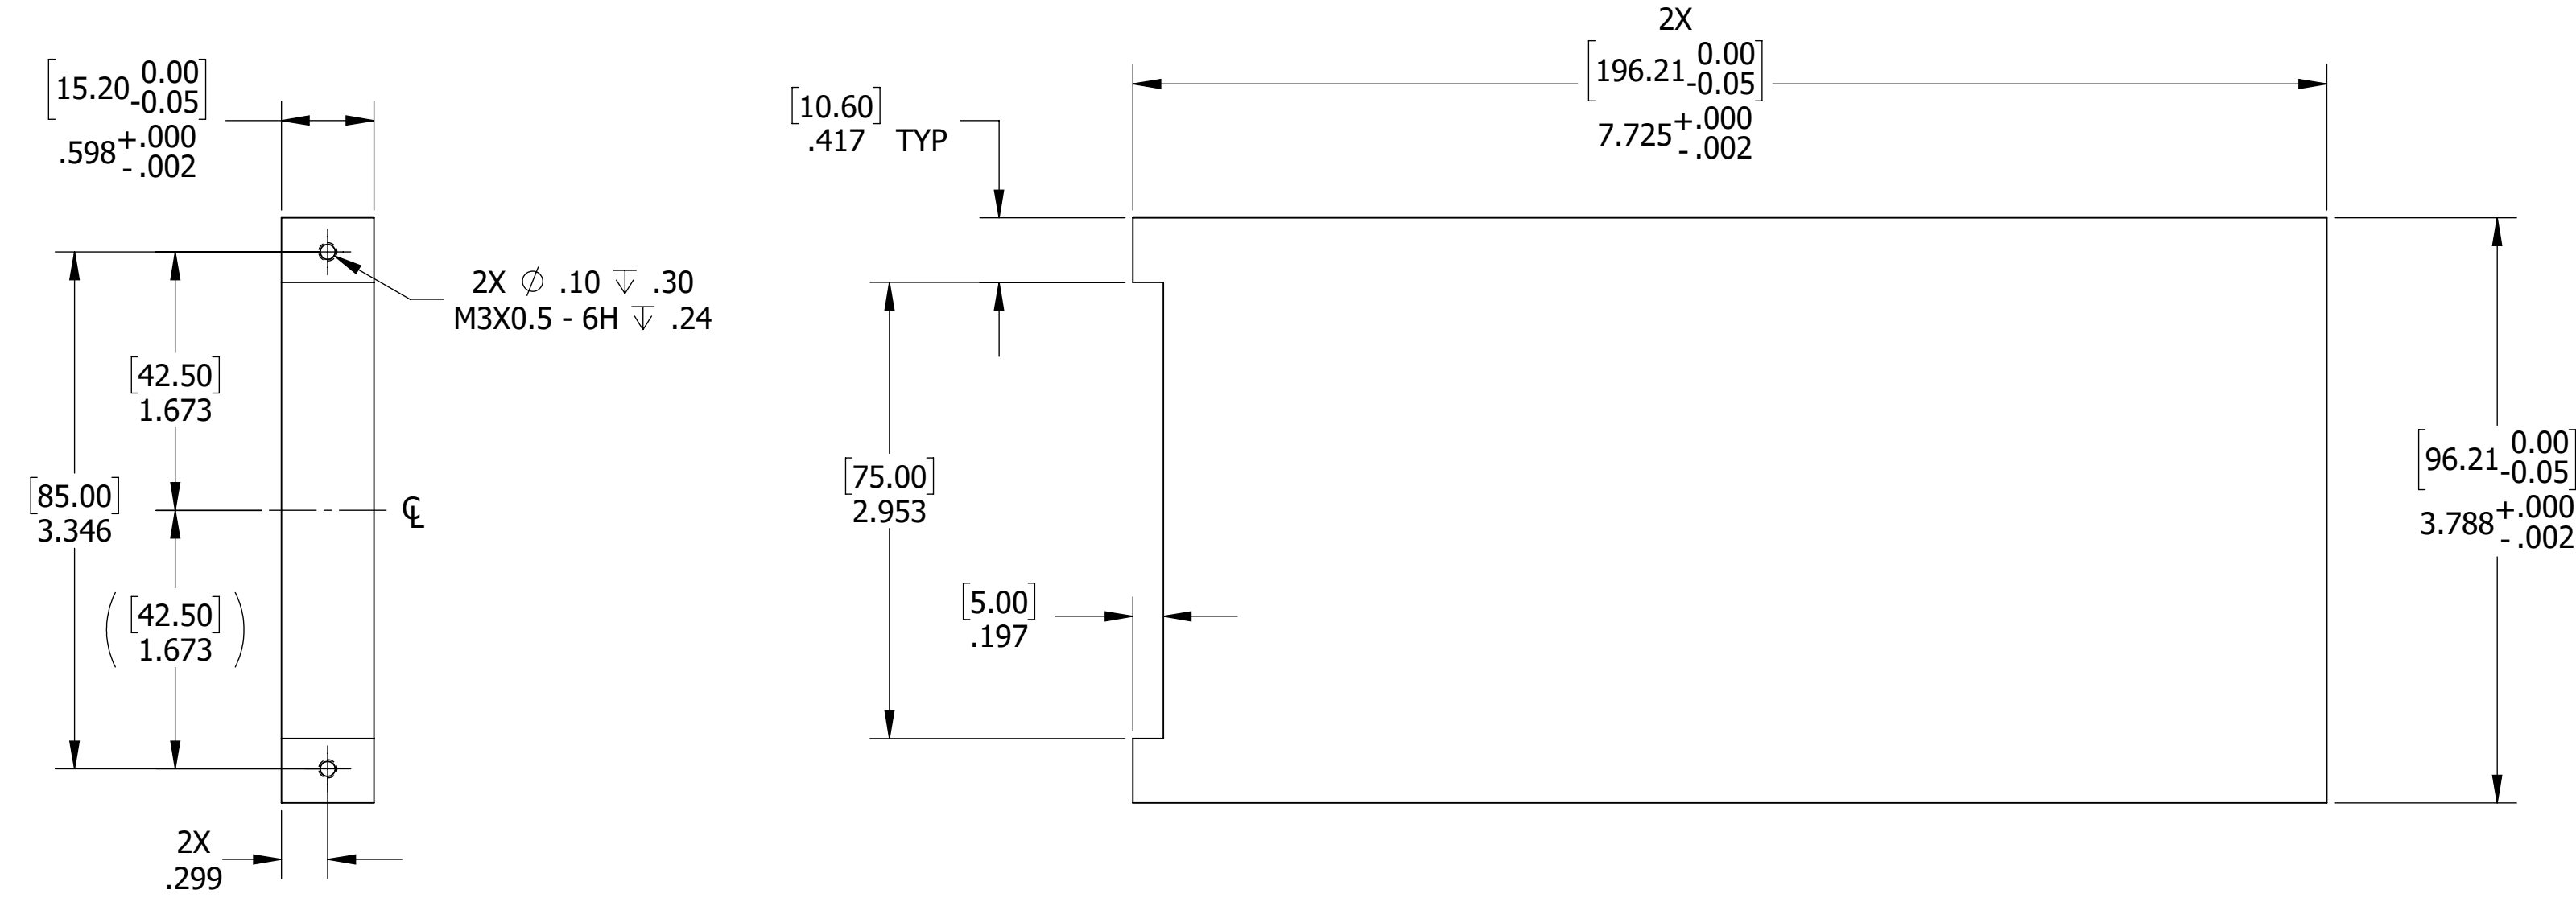 [15.20 0.00 -0.05]
.598 +.000 -.002
[42.50]
1.673
[85.00]
3.346
([42.50]
1.673)
2X
.299
2X ⌀ .10 ↧ .30
M3X0.5 - 6H ↧ .24
℄
[10.60]
.417 TYP
2X
[196.21 0.00 -0.05]
7.725 +.000 -.002
[75.00]
2.953
[5.00]
.197
[96.21 0.00 -0.05]
3.788 +.000 -.002